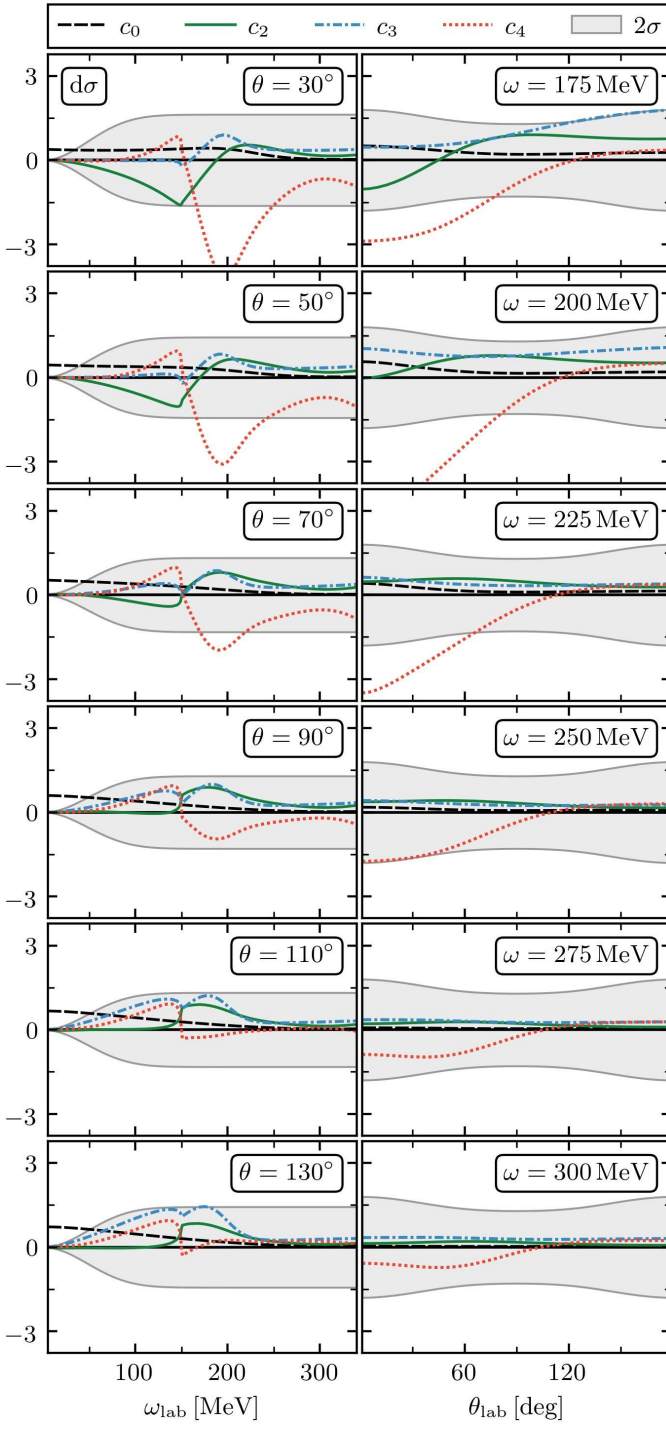 c₀ c₂ c₃ c₄ 2σ
dσ θ = 30° ω = 175 MeV
3
0
−3
θ = 50° ω = 200 MeV
3
0
−3
θ = 70° ω = 225 MeV
3
0
−3
θ = 90° ω = 250 MeV
3
0
−3
θ = 110° ω = 275 MeV
3
0
−3
θ = 130° ω = 300 MeV
3
0
−3
100 200 300 60 120
ω_lab [MeV] θ_lab [deg]